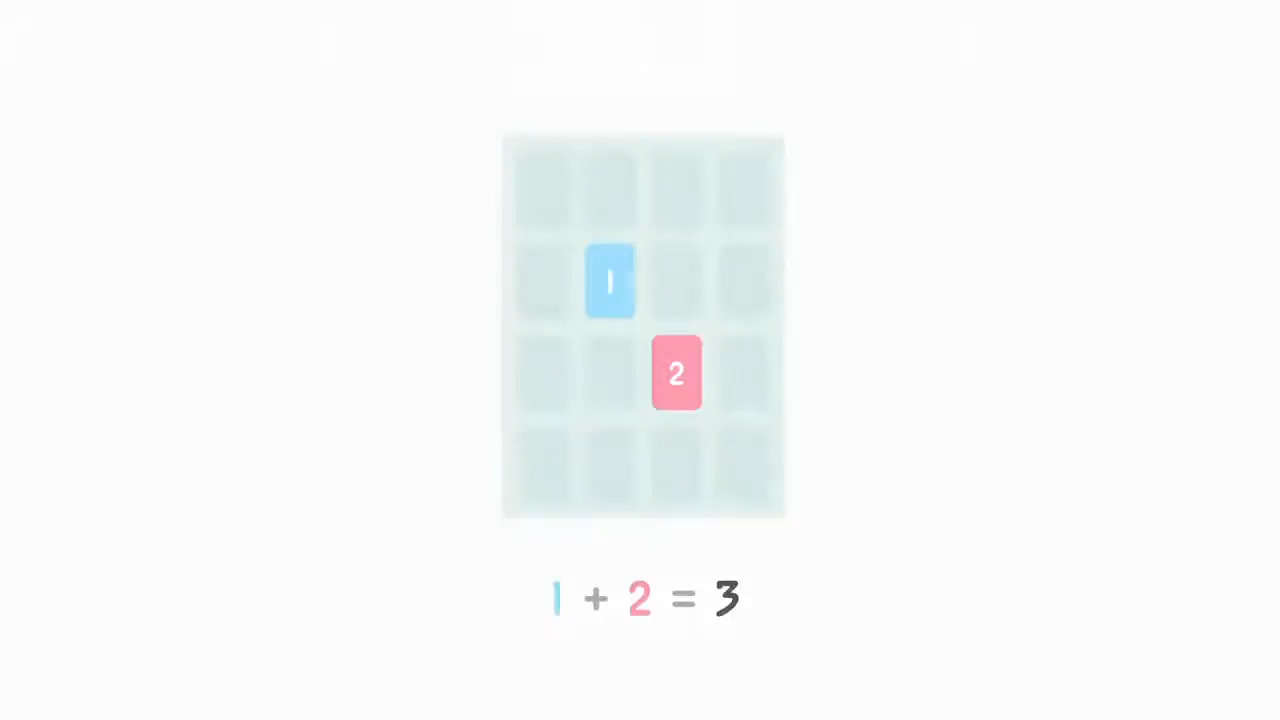 1
2
1 + 2 = 3